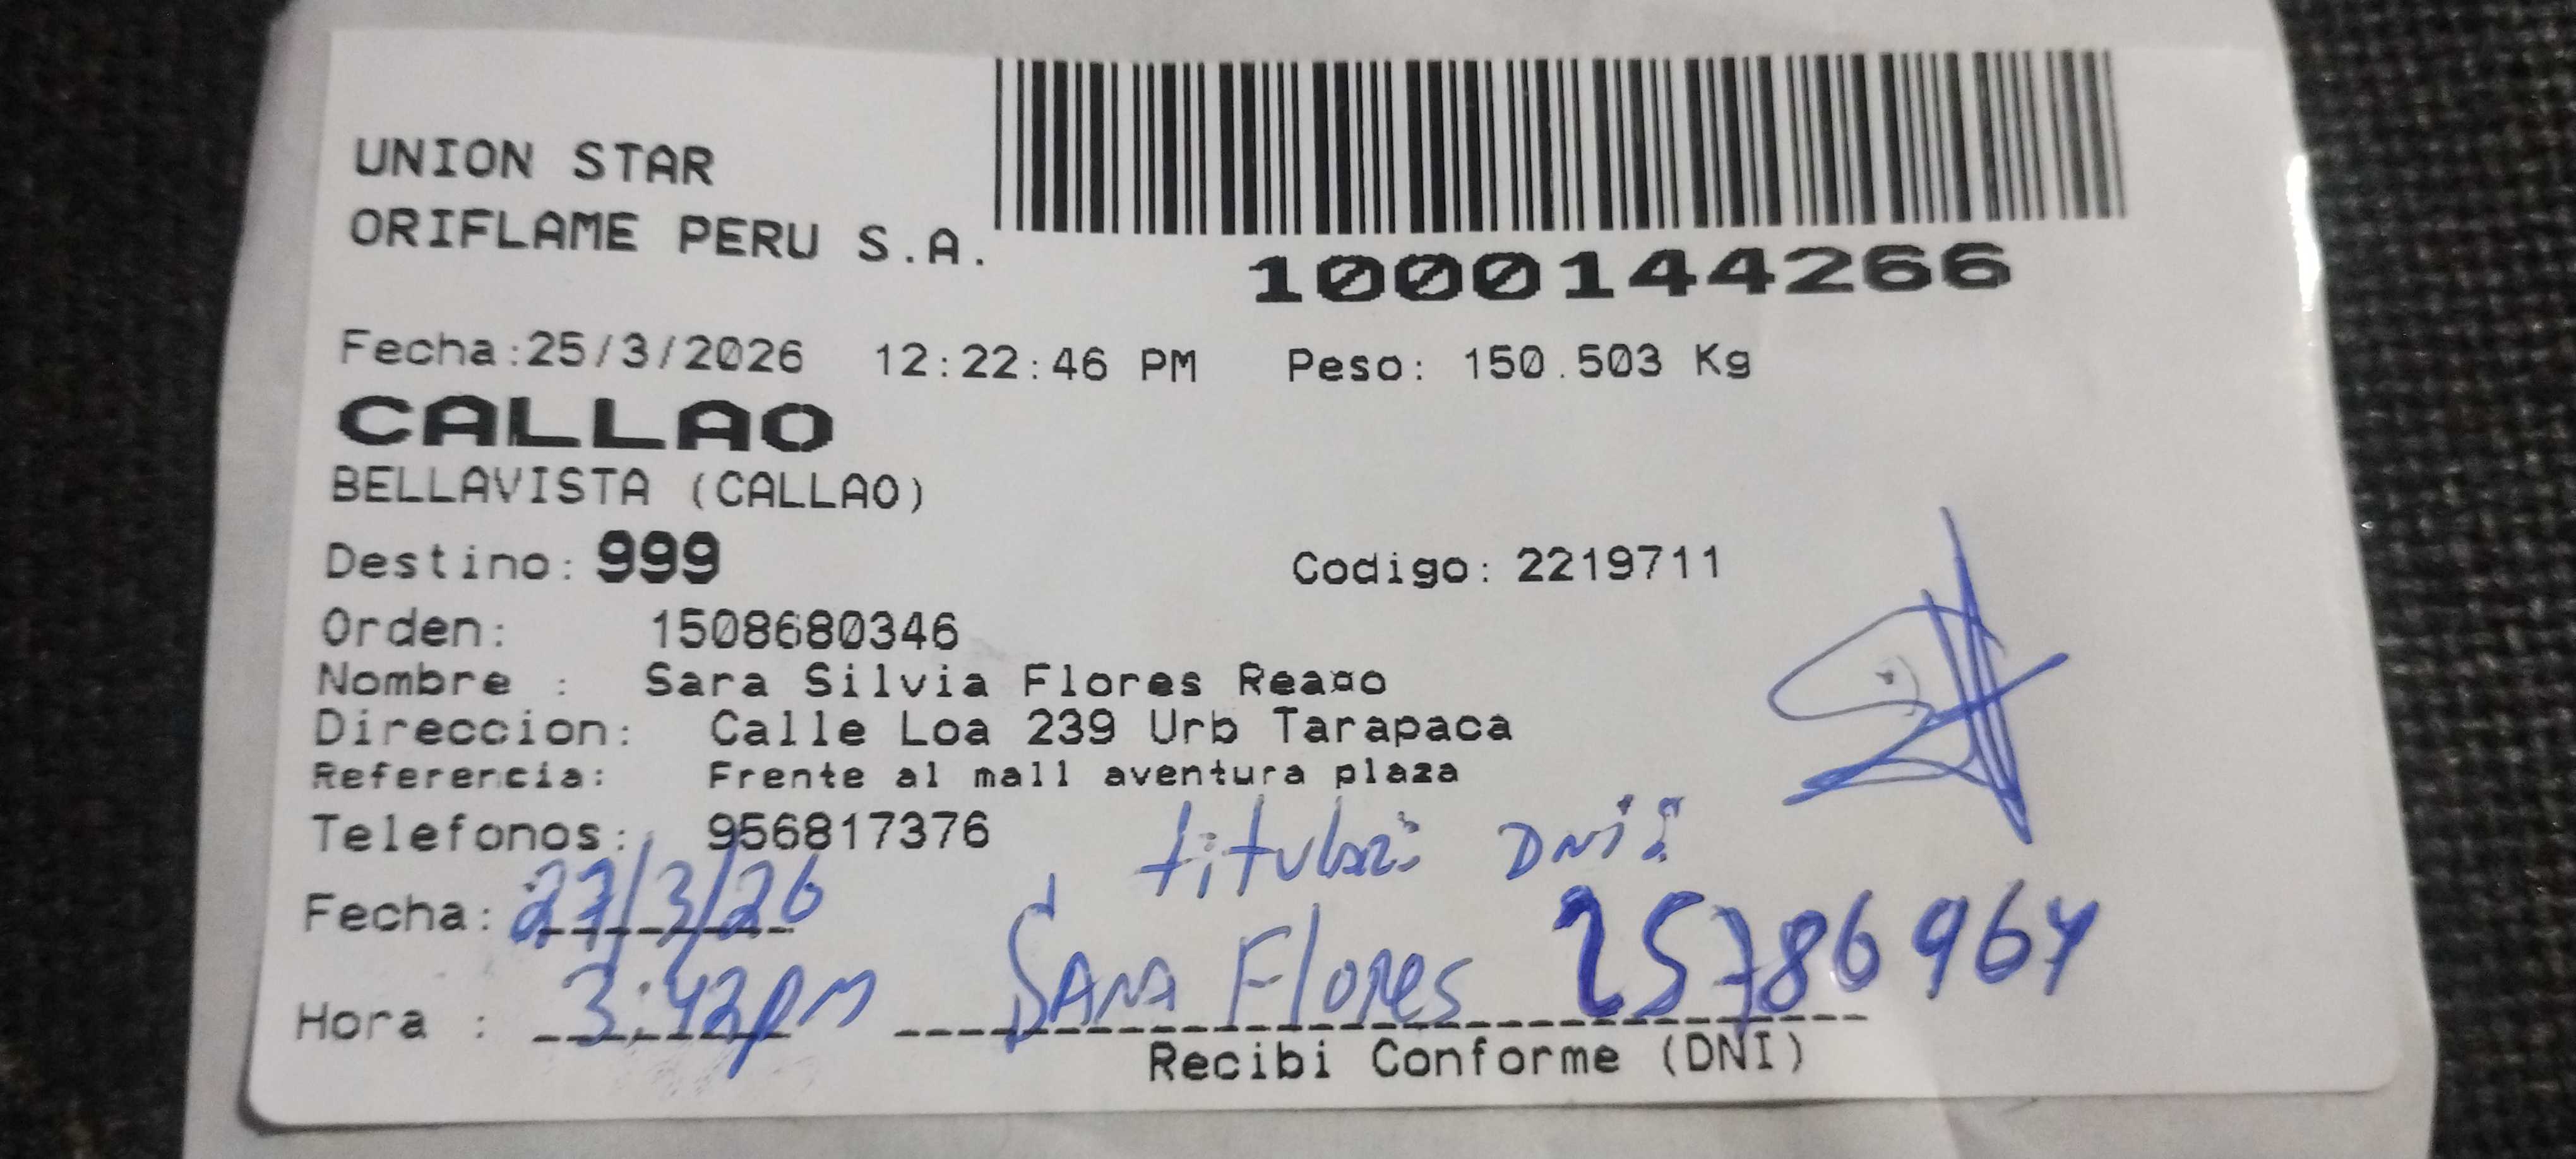 UNION STAR
ORIFLAME PERU S.A.
1000144266
Fecha:25/3/2026 12:22:46 PM Peso: 150.503 Kg
CALLAO
BELLAVISTA (CALLAO)
Destino: 999 Codigo: 2219711
Orden: 1508680346
Nombre : Sara Silvia Flores
Direccion: Calle Loa 239 Urb Tarapaca
Referencia: Frente al mall aventura plaza
Telefonos: 956817376
titular: DNI:
Fecha: 27/3/26
Hora : 3:42pm SARA Flores 25786964
Recibi Conforme (DNI)